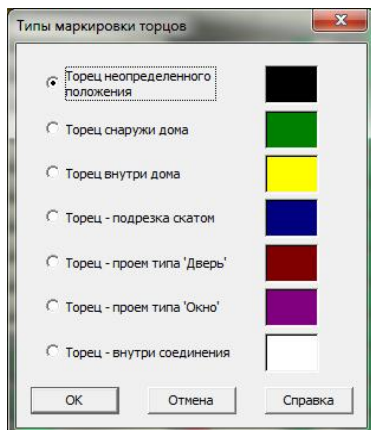 Типы маркировки торцов
Торец неопределенного
положения
Торец снаружи дома
Торец внутри дома
Торец - подрезка скатом
Торец - проем типа 'Дверь'
Торец - проем типа 'Окно'
Торец - внутри соединения
OK
Отмена
Справка